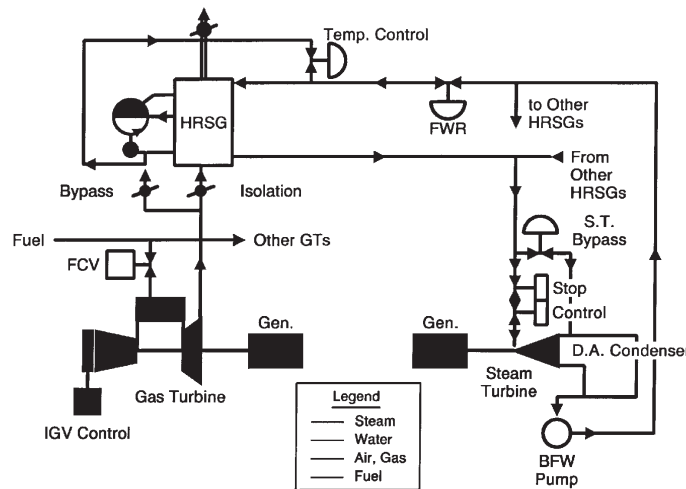 Temp. Control
HRSG
FWR
to Other
HRSGs
From
Other
HRSGs
Bypass
Isolation
S.T.
Bypass
Fuel
Other GTs
FCV
Stop
Control
Gen.
Gen.
D.A. Condenser
Gas Turbine
Steam
Turbine
IGV Control
Legend
Steam
Water
Air, Gas
Fuel
BFW
Pump